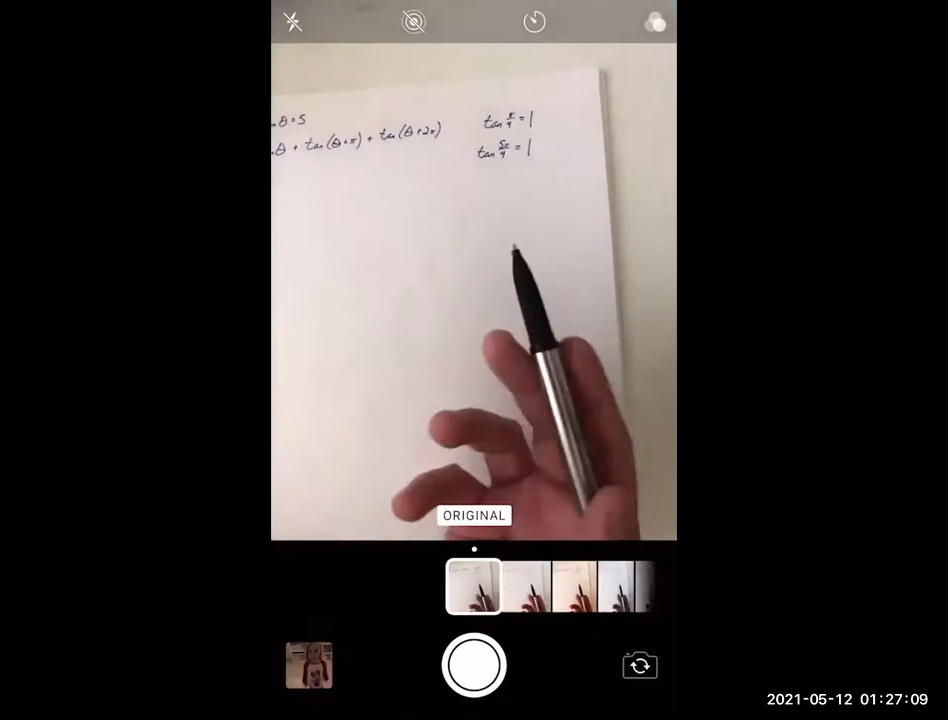 θ = 5
θ + tan(θ+π) + tan(θ+2π)
tan π/4 = 1
tan 5π/4 = 1
ORIGINAL
2021-05-12 01:27:09